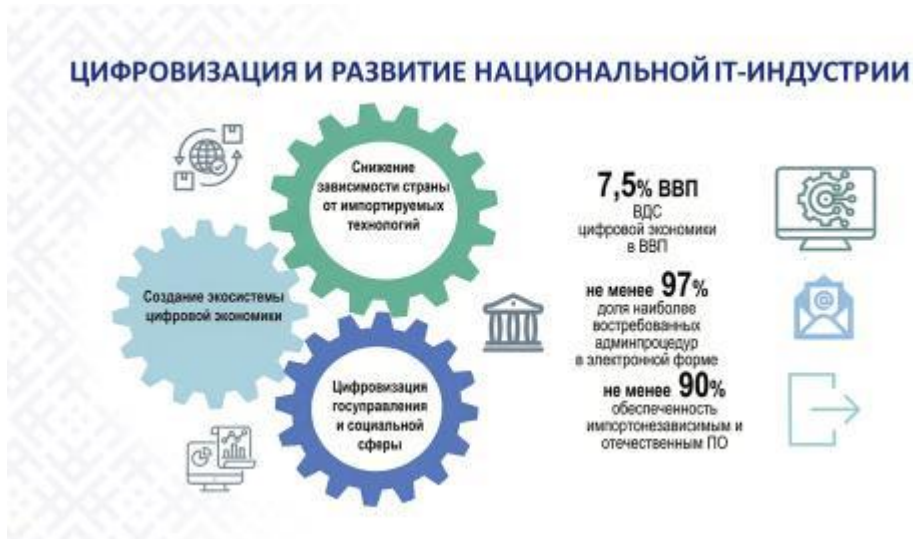 ЦИФРОВИЗАЦИЯ И РАЗВИТИЕ НАЦИОНАЛЬНОЙ IT-ИНДУСТРИИ
Снижение
зависимости страны
от импортируемых
технологий
Создание экосистемы
цифровой экономики
Цифровизация
госуправления
и социальной
сферы
7,5% ВВП
ВДС
цифровой экономики
в ВВП
не менее 97%
доля наиболее
востребованных
админпроцедур
в электронной форме
не менее 90%
обеспеченность
импортонезависимым и
отечественным ПО